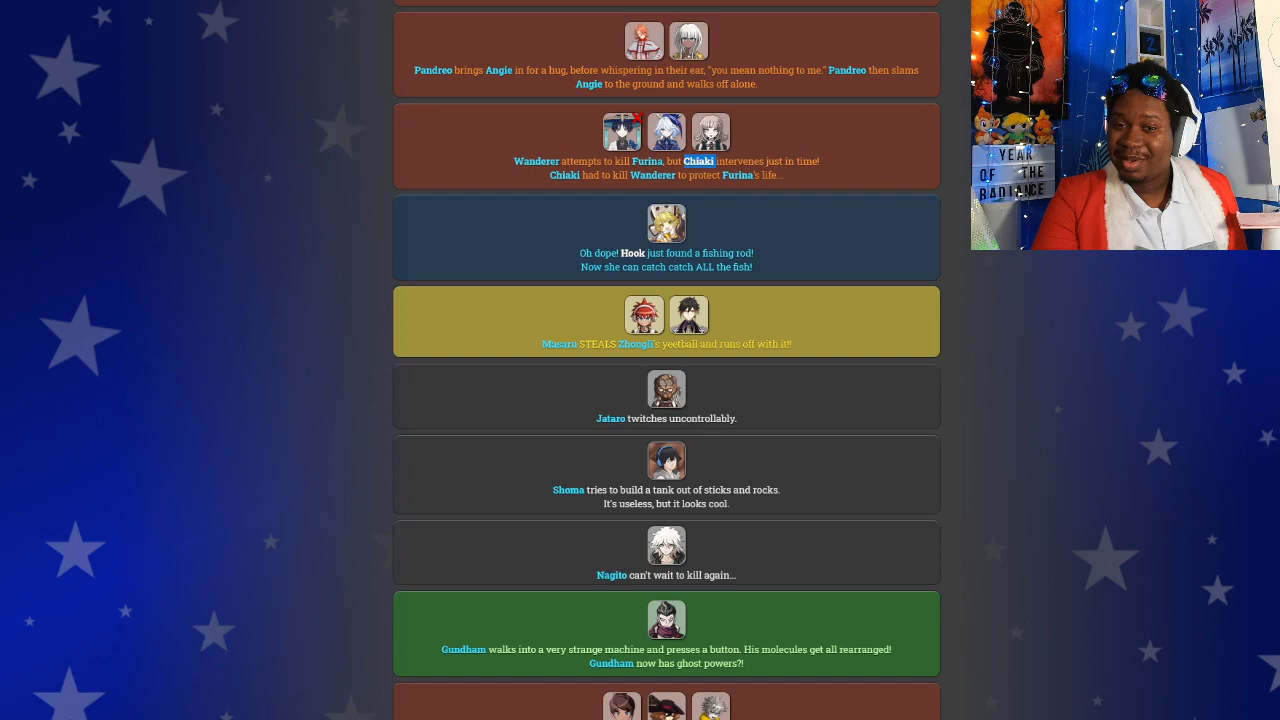 Pandreo brings Angie in for a hug, before whispering in their ear, "you mean nothing to me." Pandreo then slams
Angie to the ground and walks off alone.
Wanderer attempts to kill Furina, but Chiaki intervenes just in time!
Chiaki had to kill Wanderer to protect Furina's life...
Oh dope! Hook just found a fishing rod!
Now she can catch catch ALL the fish!
Masaru STEALS Zhongli's yeetball and runs off with it!!
Jataro twitches uncontrollably.
Shoma tries to build a tank out of sticks and rocks.
It's useless, but it looks cool.
Nagito can't wait to kill again...
Gundham walks into a very strange machine and presses a button. His molecules get all rearranged!
Gundham now has ghost powers?!
2
YEAR
OF THE
RADIANCE